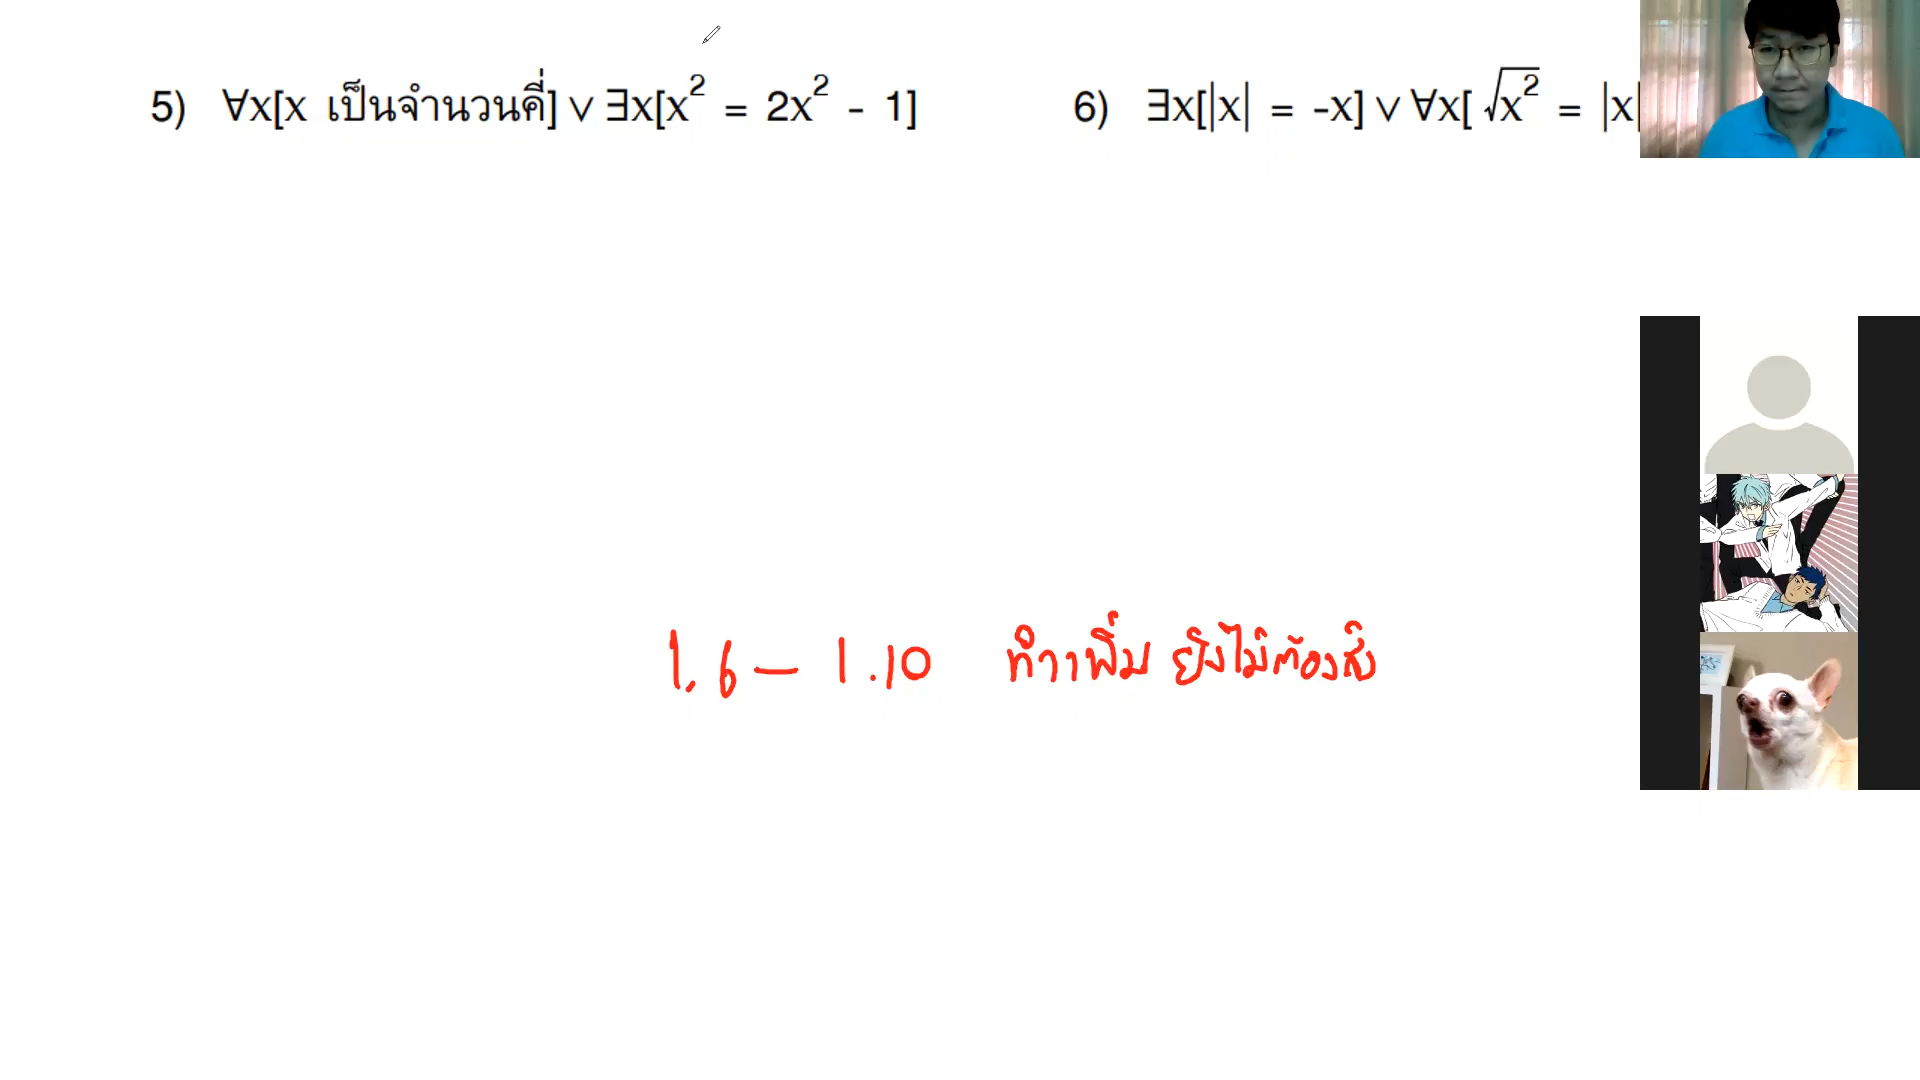 5) ∀x[x เป็นจำนวนคี่] ∨ ∃x[x² = 2x² - 1]
6) ∃x[|x| = -x] ∨ ∀x[ √x² = |x|
1.6 — 1.10 ทำเพิ่ม ยังไม่ต้องส่ง